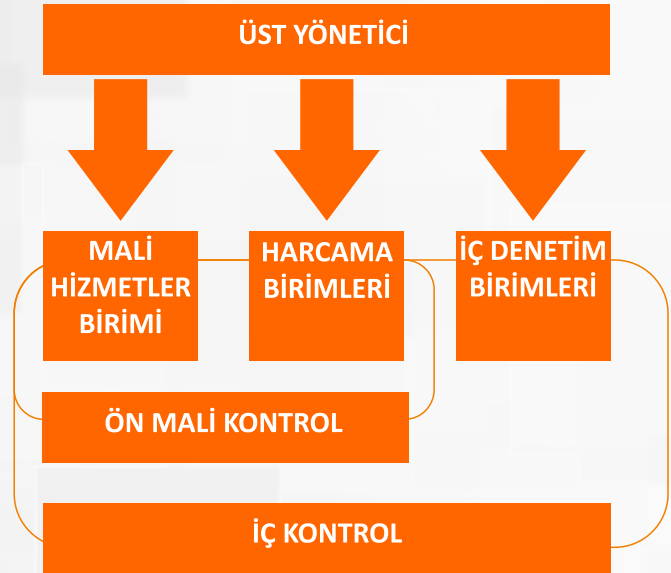 ÜST YÖNETİCİ
MALİ
HİZMETLER
BİRİMİ
HARCAMA
BİRİMLERİ
İÇ DENETİM
BİRİMLERİ
ÖN MALİ KONTROL
İÇ KONTROL